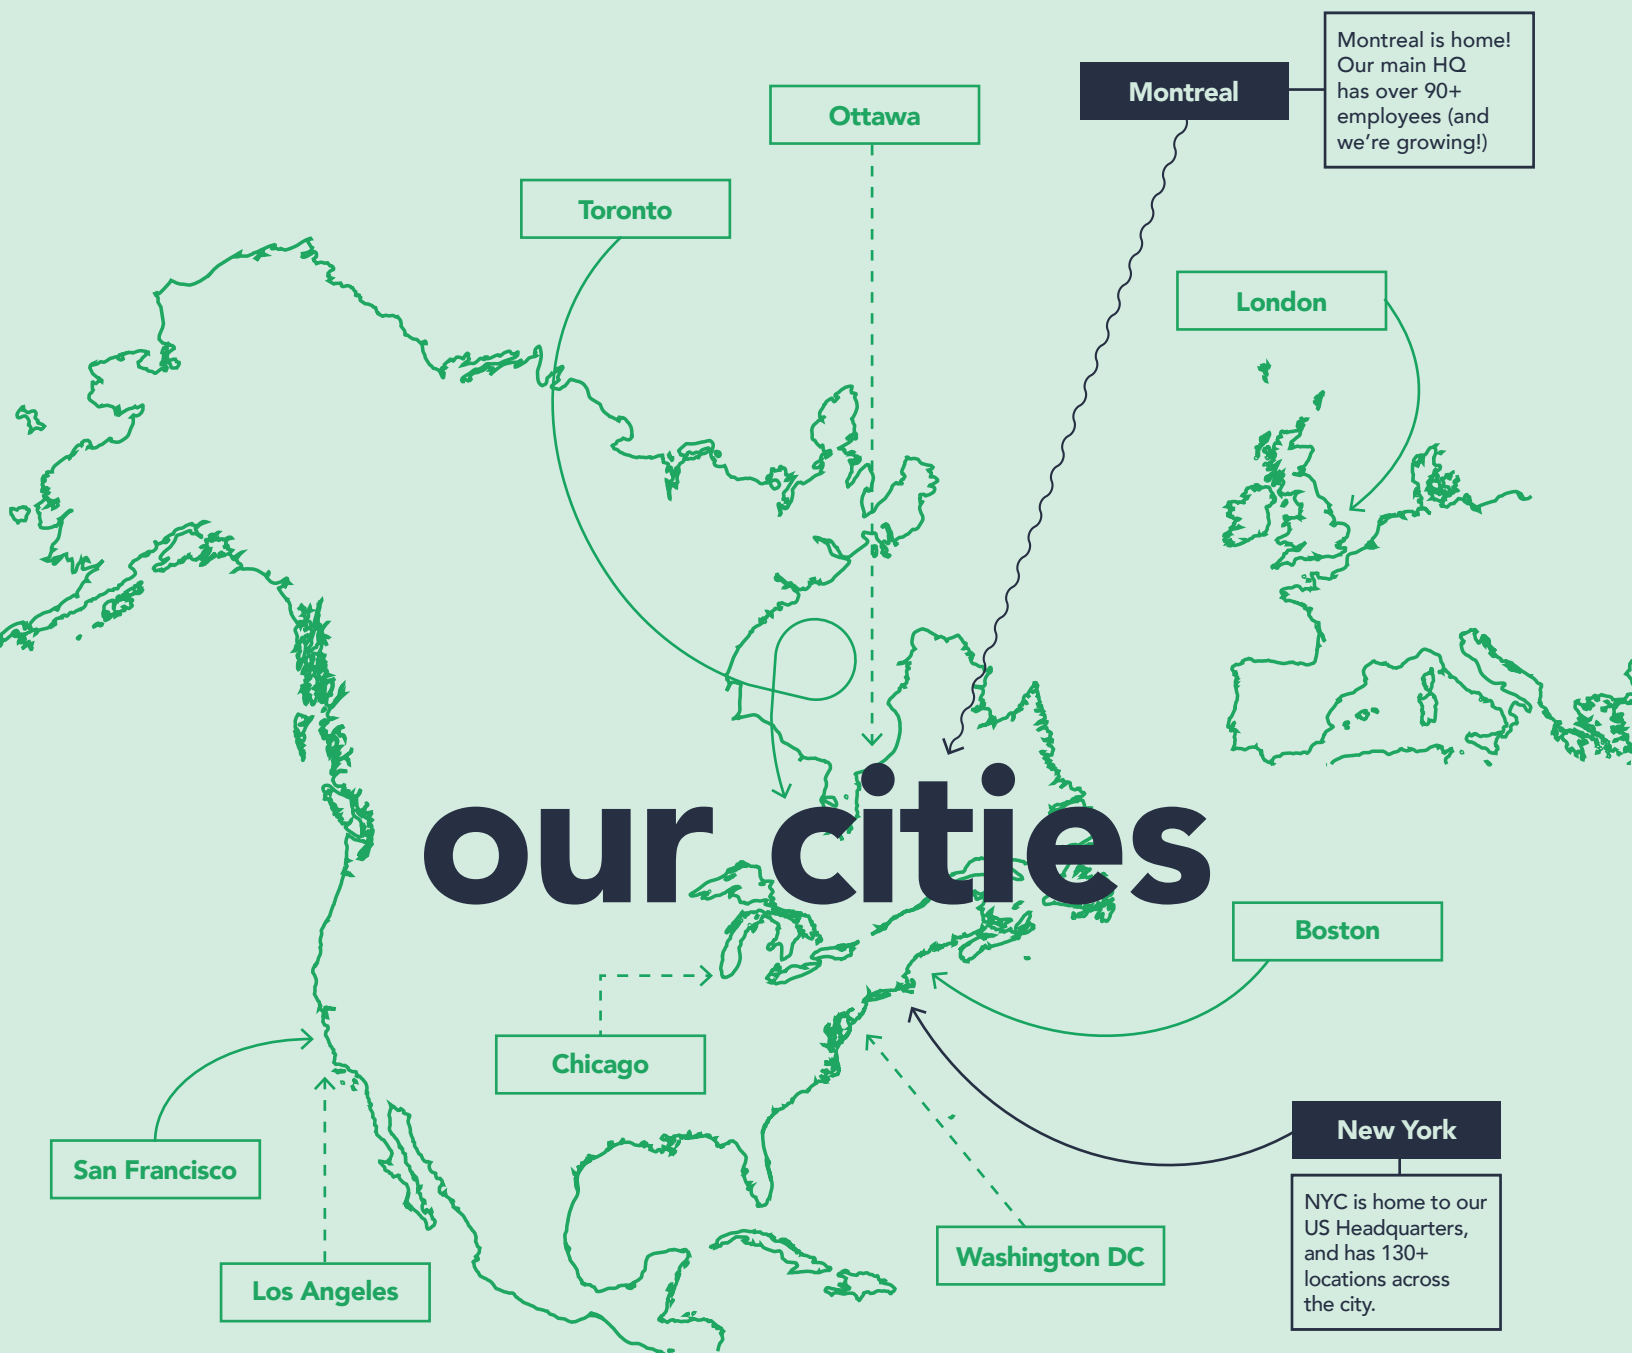 Montreal
Montreal is home!
Our main HQ
has over 90+
employees (and
we’re growing!)
Ottawa
Toronto
London
our cities
Boston
Chicago
New York
NYC is home to our
US Headquarters,
and has 130+
locations across
the city.
San Francisco
Washington DC
Los Angeles